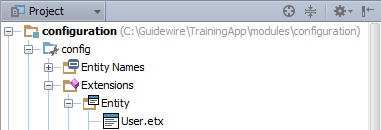 Project
configuration (C:\Guidewire\TrainingApp\modules\configuration)
config
Entity Names
Extensions
Entity
User.etx